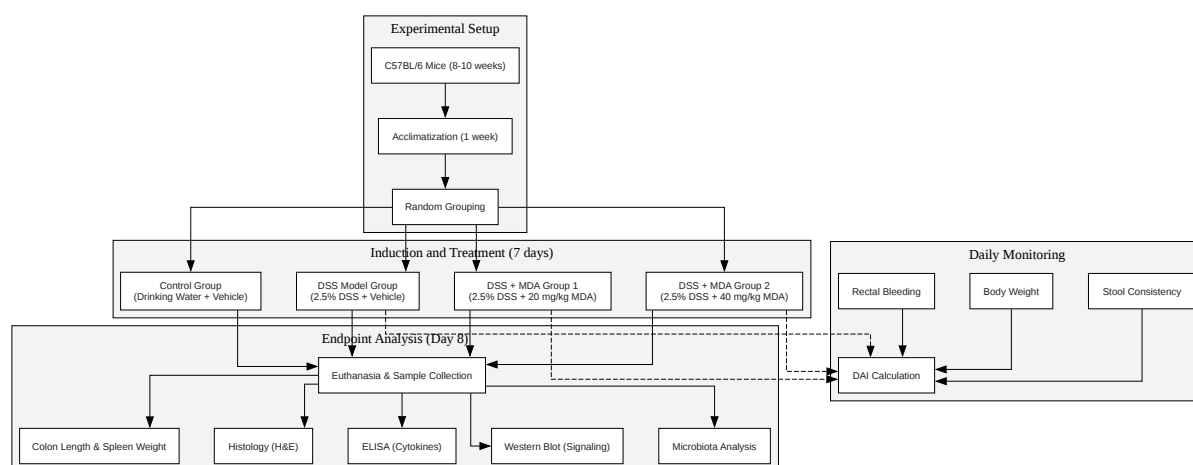 Experimental Setup
C57BL/6 Mice (8-10 weeks)
Acclimatization (1 week)
Random Grouping
Induction and Treatment (7 days)
Control Group
(Drinking Water + Vehicle)
DSS Model Group
(2.5% DSS + Vehicle)
DSS + MDA Group 1
(2.5% DSS + 20 mg/kg MDA)
DSS + MDA Group 2
(2.5% DSS + 40 mg/kg MDA)
Daily Monitoring
Rectal Bleeding
Body Weight
Stool Consistency
DAI Calculation
Endpoint Analysis (Day 8)
Euthanasia & Sample Collection
Colon Length & Spleen Weight
Histology (H&E)
ELISA (Cytokines)
Western Blot (Signaling)
Microbiota Analysis